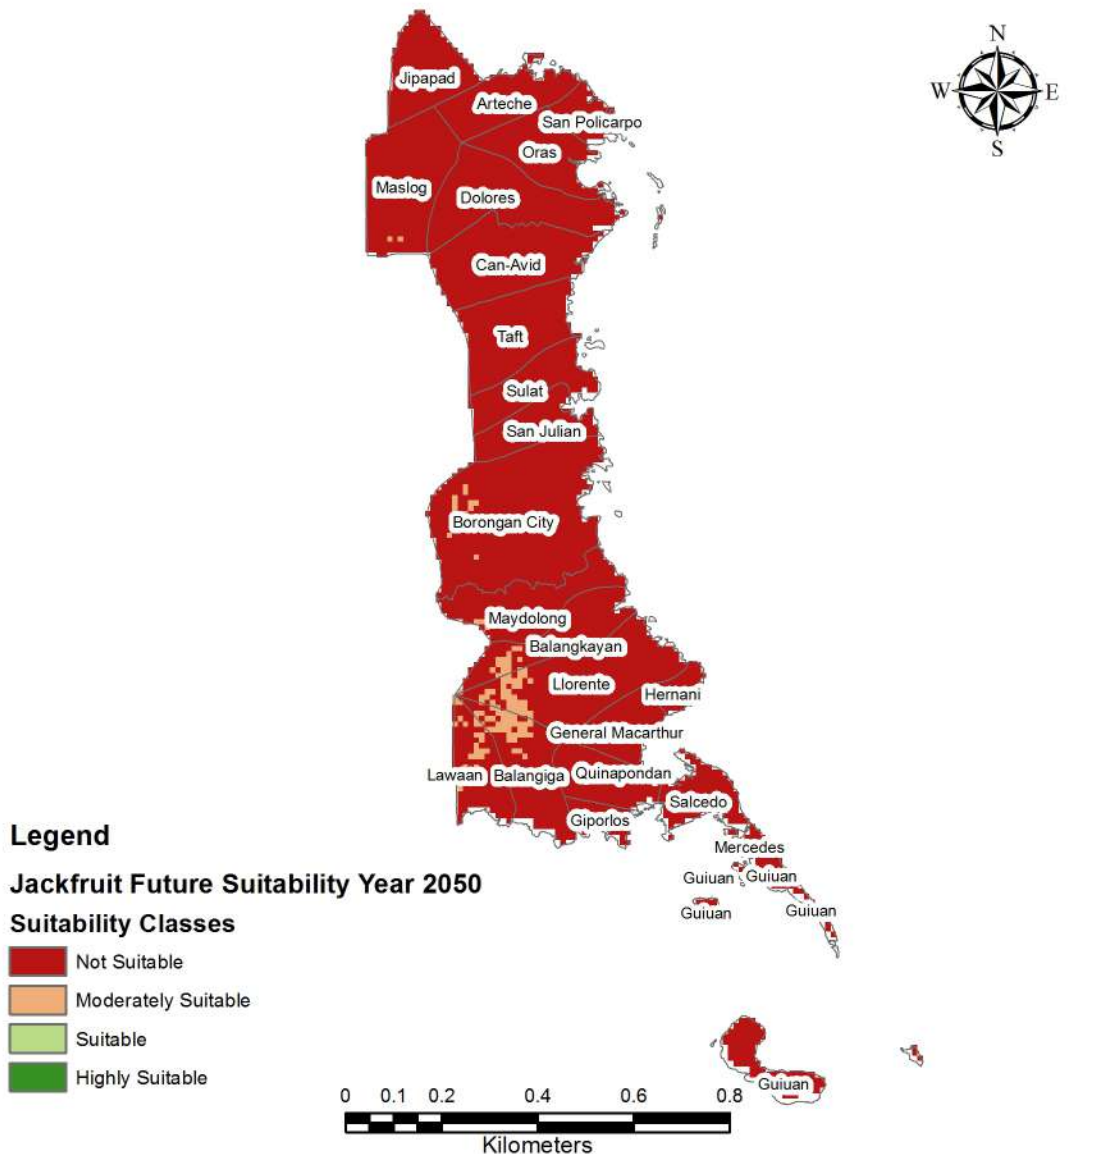 N
W E
S
Jipapad
Arteche
San Policarpo
Oras
Maslog
Dolores
Can-Avid
Taft
Sulat
San Julian
Borongan City
Maydolong
Balangkayan
Llorente
Hernani
General Macarthur
Lawaan
Balangiga
Quinapondan
Salcedo
Giporlos
Mercedes
Guiuan
Guiuan
Guiuan
Guiuan
Guiuan
Legend
Jackfruit Future Suitability Year 2050
Suitability Classes
Not Suitable
Moderately Suitable
Suitable
Highly Suitable
0 0.1 0.2 0.4 0.6 0.8
Kilometers